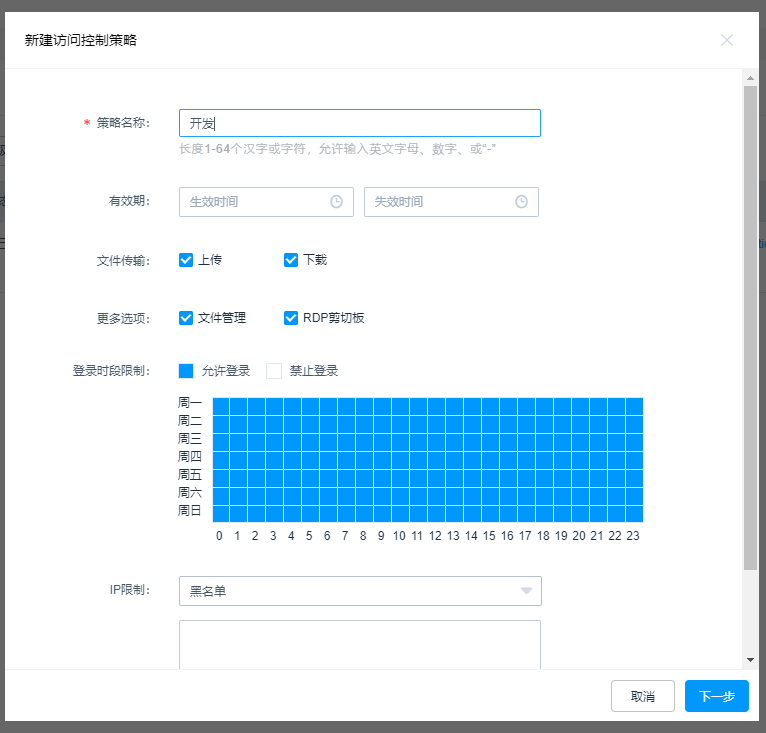 新建访问控制策略
* 策略名称：
开发
长度1-64个汉字或字符，允许输入英文字母、数字、或“-”
有效期：
生效时间
失效时间
文件传输：
上传
下载
更多选项：
文件管理
RDP剪切板
登录时段限制：
允许登录
禁止登录
周一
周二
周三
周四
周五
周六
周日
0 1 2 3 4 5 6 7 8 9 10 11 12 13 14 15 16 17 18 19 20 21 22 23
IP限制：
黑名单
取消
下一步